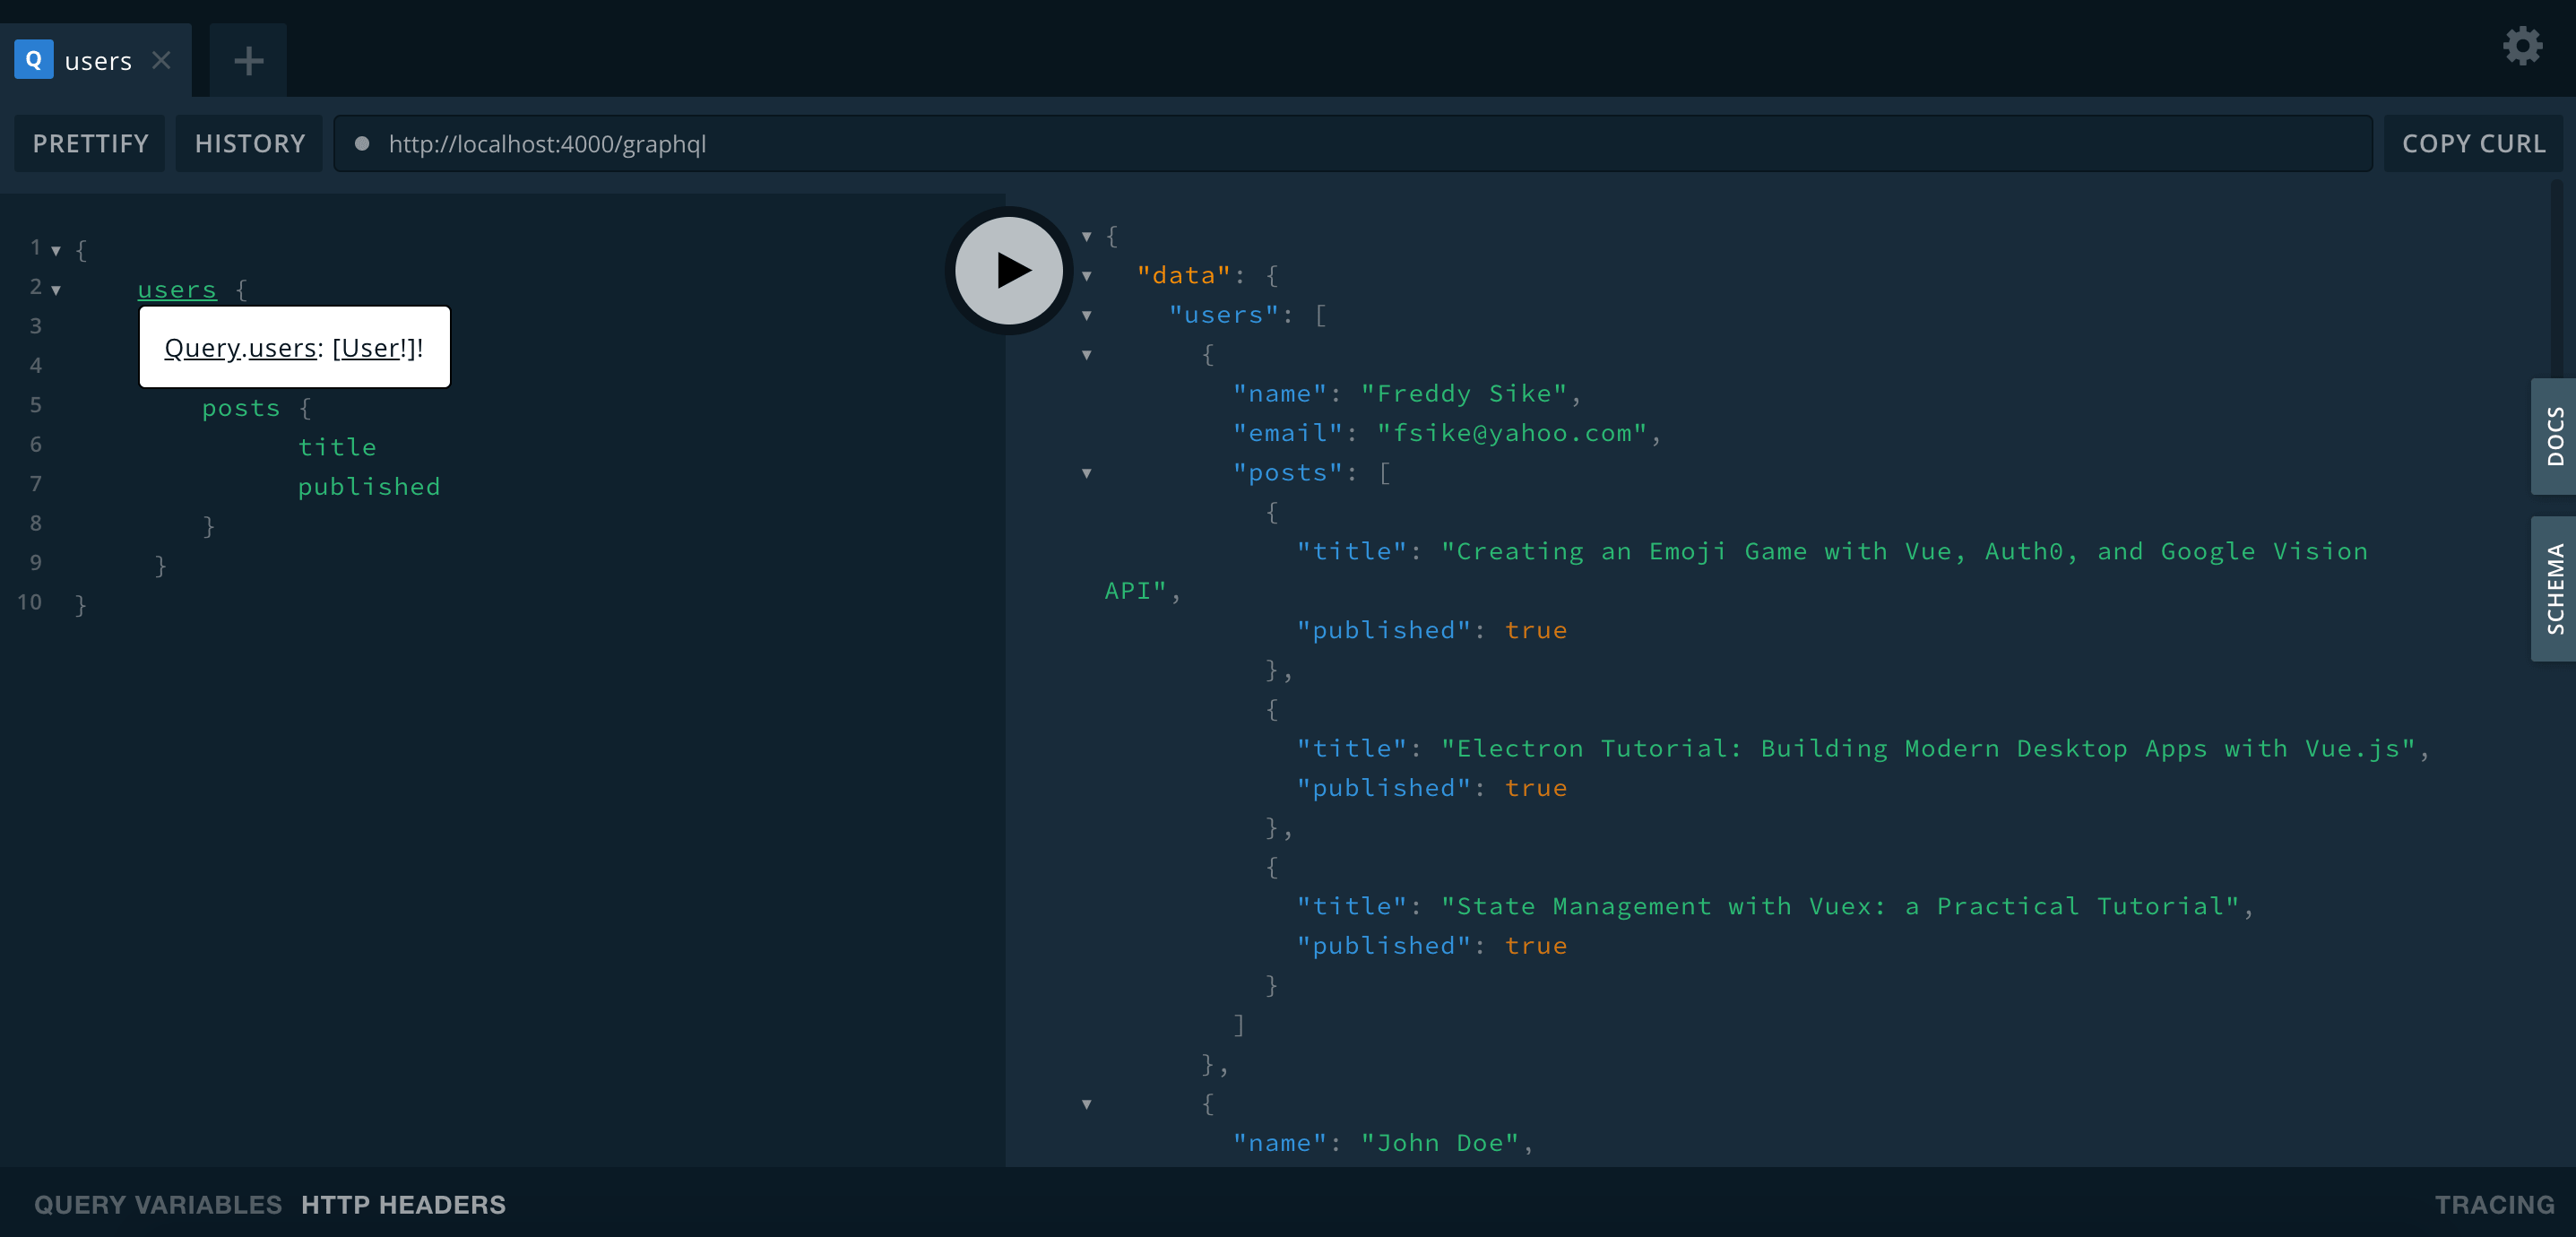 Q users
PRETTIFY HISTORY http://localhost:4000/graphql COPY CURL
1 {
2 users {
3
4
Query.users: [User!]!
5 posts {
6 title
7 published
8 }
9 }
10 }
{
"data": {
"users": [
{
"name": "Freddy Sike",
"email": "fsike@yahoo.com",
"posts": [
{
"title": "Creating an Emoji Game with Vue, Auth0, and Google Vision
API",
"published": true
},
{
"title": "Electron Tutorial: Building Modern Desktop Apps with Vue.js",
"published": true
},
{
"title": "State Management with Vuex: a Practical Tutorial",
"published": true
}
]
},
{
"name": "John Doe",
DOCS
SCHEMA
QUERY VARIABLES HTTP HEADERS TRACING